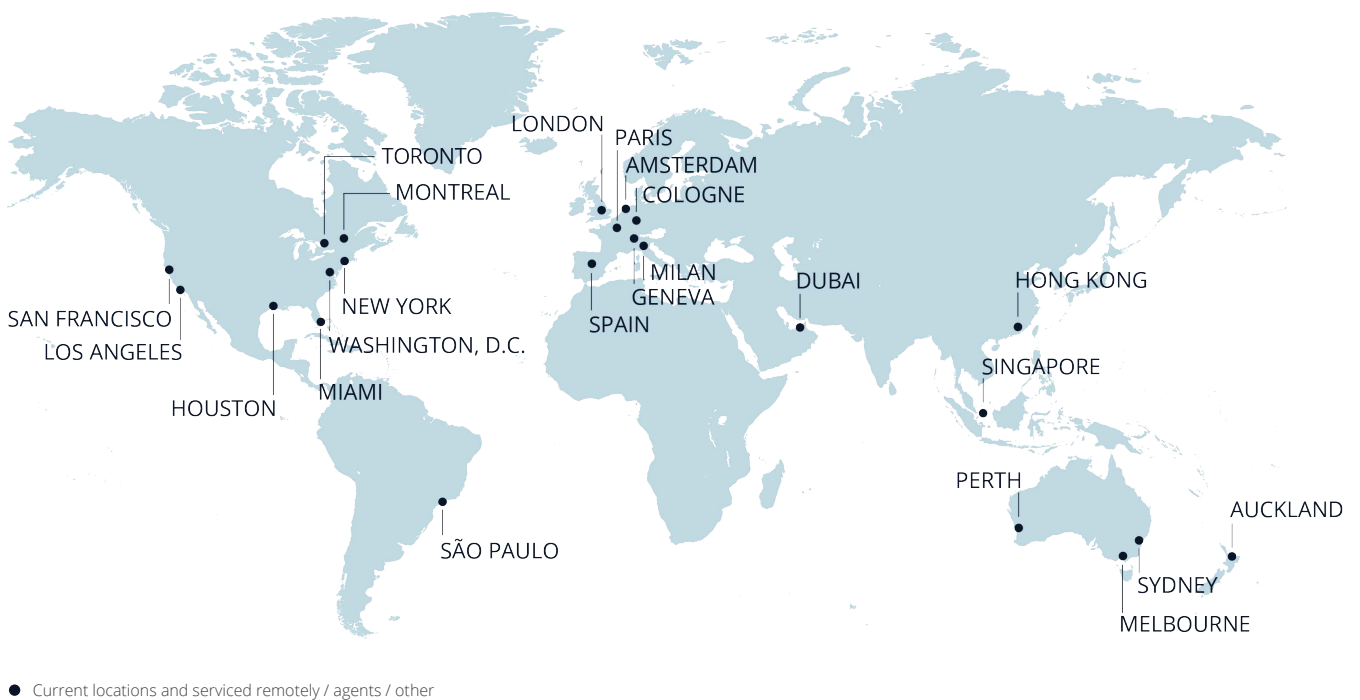 LONDON
PARIS
TORONTO
AMSTERDAM
MONTREAL
COLOGNE
MILAN
DUBAI
HONG KONG
GENEVA
NEW YORK
SAN FRANCISCO
SPAIN
WASHINGTON, D.C.
LOS ANGELES
SINGAPORE
MIAMI
HOUSTON
PERTH
AUCKLAND
SÃO PAULO
SYDNEY
MELBOURNE
Current locations and serviced remotely / agents / other